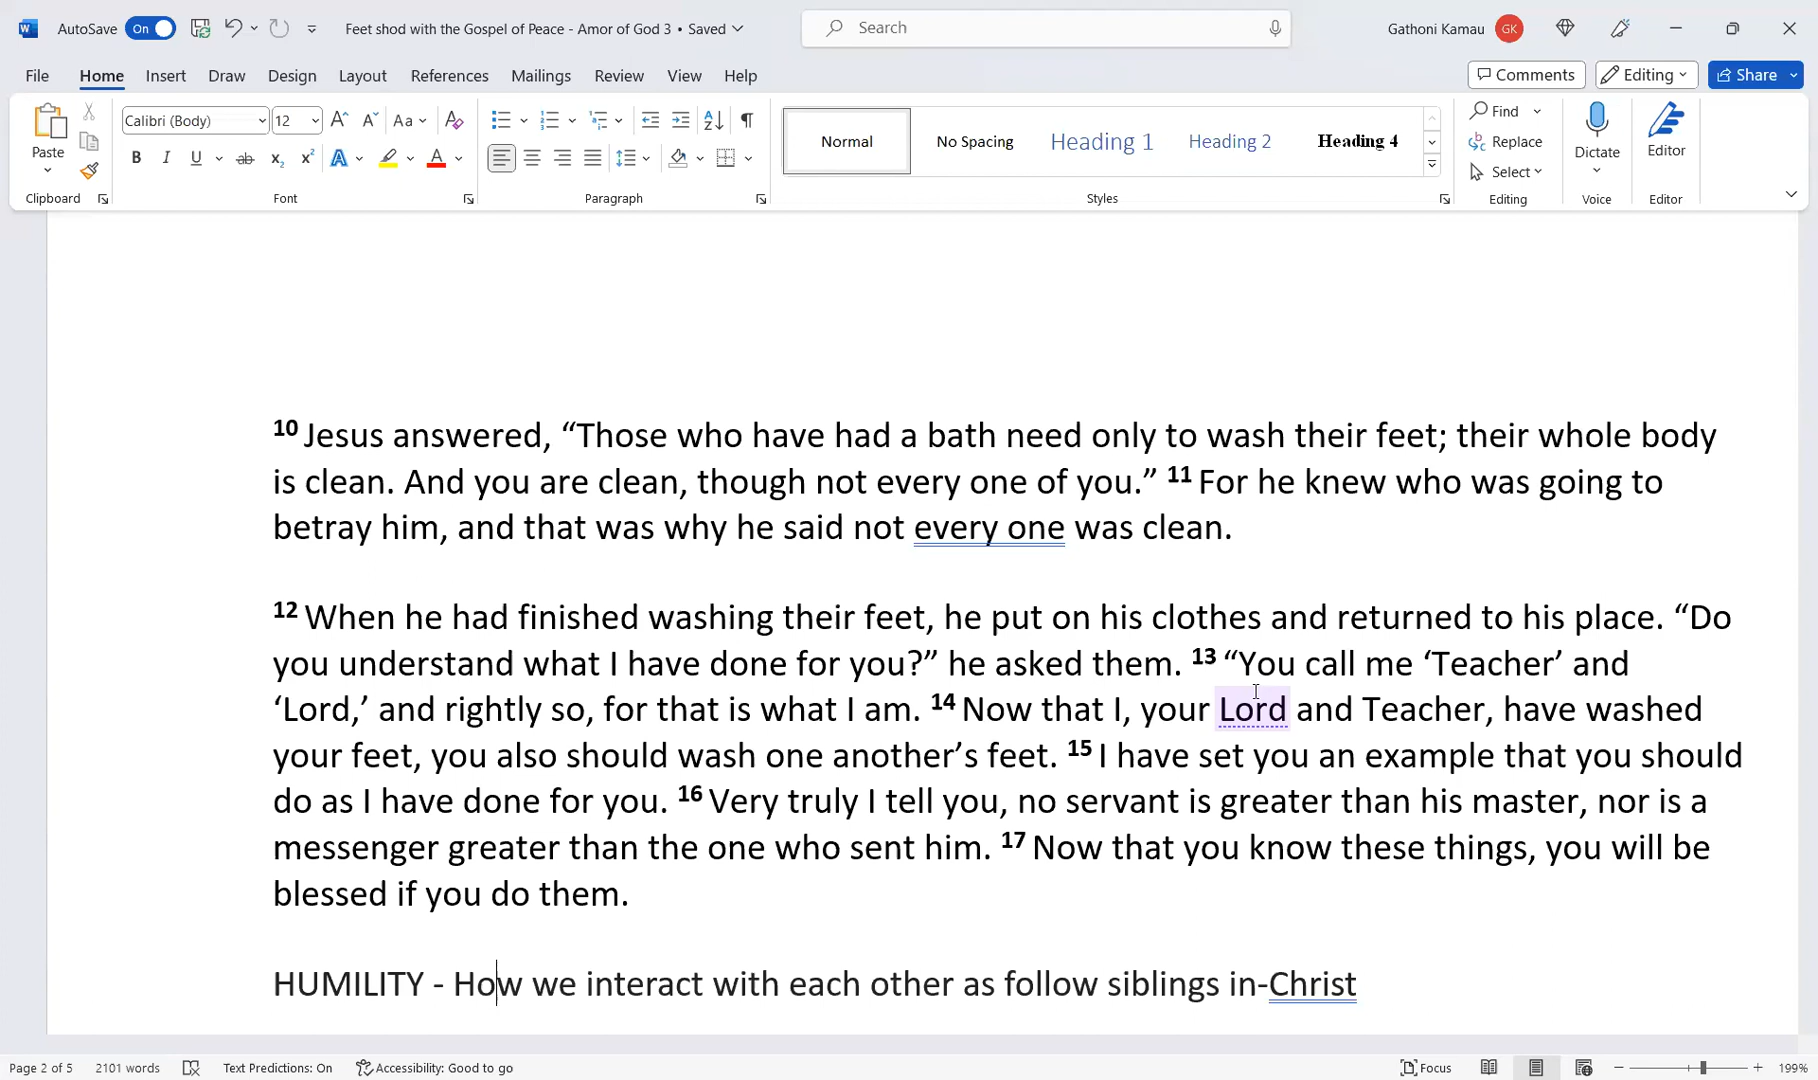 AutoSave On Feet shod with the Gospel of Peace - Amor of God 3 • Saved Search Gathoni Kamau GK
File Home Insert Draw Design Layout References Mailings Review View Help Comments Editing Share
Calibri (Body) 12 Aa
Paste
B I U ab x₂ x² A A
Normal No Spacing Heading 1 Heading 2 Heading 4
Find
Replace
Select
Dictate Editor
Clipboard Font Paragraph Styles Editing Voice Editor
10 Jesus answered, “Those who have had a bath need only to wash their feet; their whole body
is clean. And you are clean, though not every one of you.” 11 For he knew who was going to
betray him, and that was why he said not every one was clean.
12 When he had finished washing their feet, he put on his clothes and returned to his place. “Do
you understand what I have done for you?” he asked them. 13 “You call me ‘Teacher’ and
‘Lord,’ and rightly so, for that is what I am. 14 Now that I, your Lord and Teacher, have washed
your feet, you also should wash one another’s feet. 15 I have set you an example that you should
do as I have done for you. 16 Very truly I tell you, no servant is greater than his master, nor is a
messenger greater than the one who sent him. 17 Now that you know these things, you will be
blessed if you do them.
HUMILITY - How we interact with each other as follow siblings in-Christ
Page 2 of 5 2101 words Text Predictions: On Accessibility: Good to go Focus 199%